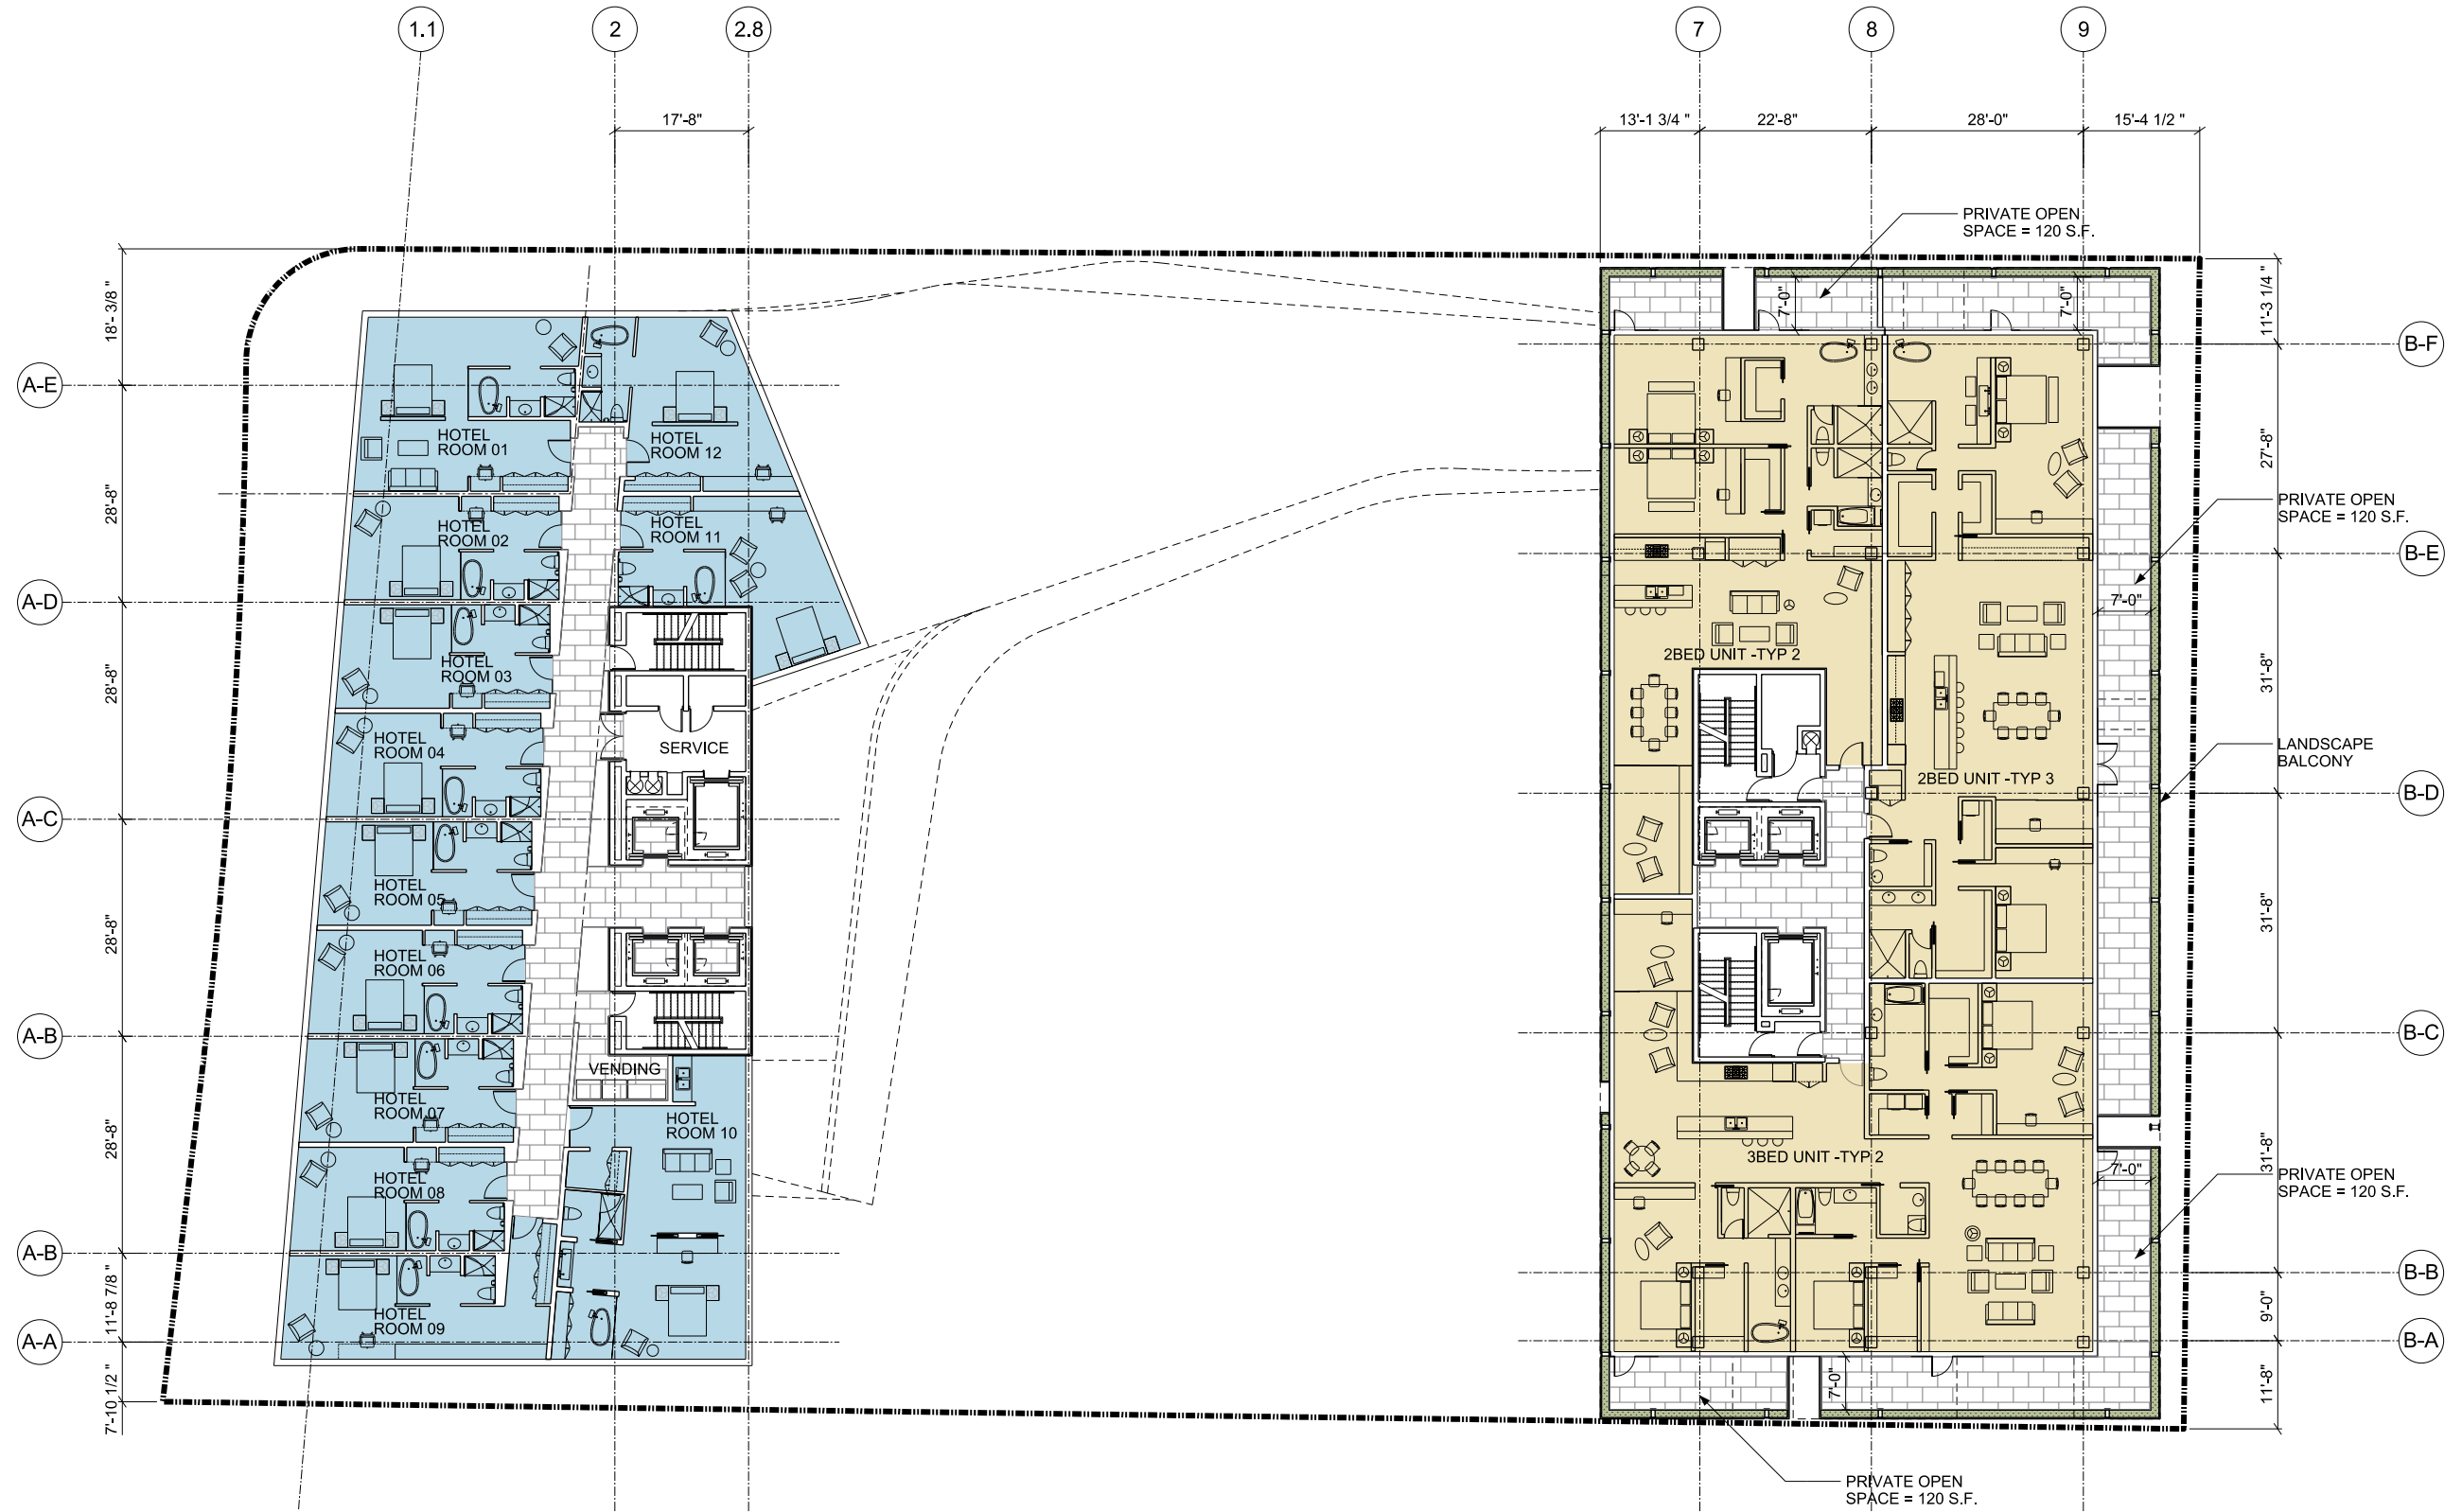 1.1
2
2.8
7
8
9
17'-8"
13'-1 3/4 "
22'-8"
28'-0"
15'-4 1/2 "
PRIVATE OPEN
SPACE = 120 S.F.
18'- 3/8 "
28'-8"
28'-8"
28'-8"
28'-8"
11'-8 7/8 "
7'-10 1/2 "
A-E
A-D
A-C
A-B
A-B
A-A
HOTEL
ROOM 01
HOTEL
ROOM 12
HOTEL
ROOM 02
HOTEL
ROOM 11
HOTEL
ROOM 03
HOTEL
ROOM 04
SERVICE
HOTEL
ROOM 05
HOTEL
ROOM 06
VENDING
HOTEL
ROOM 07
HOTEL
ROOM 10
HOTEL
ROOM 08
HOTEL
ROOM 09
7'-0"
7'-0"
2BED UNIT -TYP 2
7'-0"
2BED UNIT -TYP 3
3BED UNIT -TYP 2
7'-0"
7'-0"
PRIVATE OPEN
SPACE = 120 S.F.
LANDSCAPE
BALCONY
PRIVATE OPEN
SPACE = 120 S.F.
PRIVATE OPEN
SPACE = 120 S.F.
11'-3 1/4 "
27'-8"
31'-8"
31'-8"
31'-8"
9'-0"
11'-8"
B-F
B-E
B-D
B-C
B-B
B-A